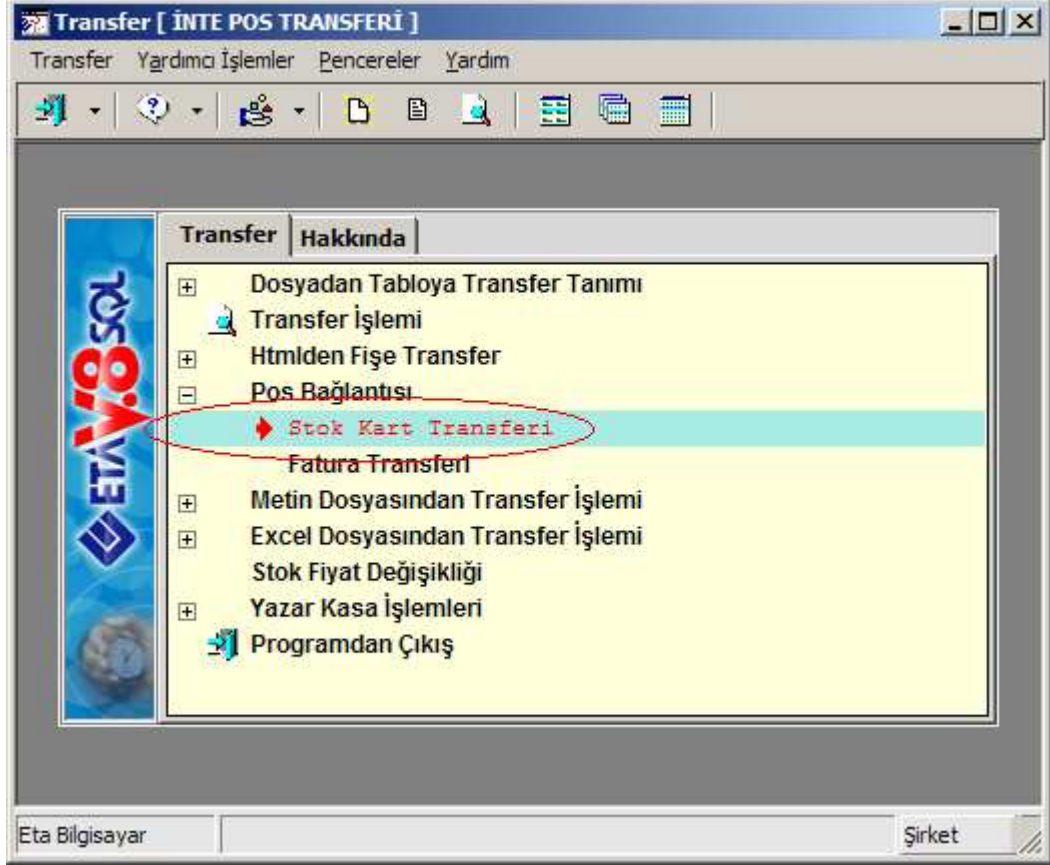 Transfer [ İNTE POS TRANSFERİ ]
Transfer Yardımcı İşlemler Pencereler Yardım
Transfer Hakkında
ETA V.8 SQL
Dosyadan Tabloya Transfer Tanımı
Transfer İşlemi
Htmlden Fişe Transfer
Pos Bağlantısı
Stok Kart Transferi
Fatura Transferi
Metin Dosyasından Transfer İşlemi
Excel Dosyasından Transfer İşlemi
Stok Fiyat Değişikliği
Yazar Kasa İşlemleri
Programdan Çıkış
Eta Bilgisayar Şirket